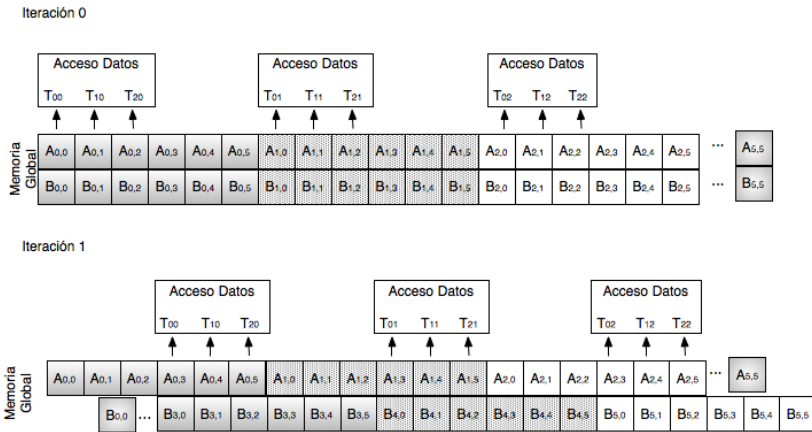 Iteración 0
Acceso Datos Acceso Datos Acceso Datos
T00 T10 T20 T01 T11 T21 T02 T12 T22
Memoria Global
A0,0 A0,1 A0,2 A0,3 A0,4 A0,5 A1,0 A1,1 A1,2 A1,3 A1,4 A1,5 A2,0 A2,1 A2,2 A2,3 A2,4 A2,5 ... A5,5
B0,0 B0,1 B0,2 B0,3 B0,4 B0,5 B1,0 B1,1 B1,2 B1,3 B1,4 B1,5 B2,0 B2,1 B2,2 B2,3 B2,4 B2,5 ... B5,5
Iteración 1
Acceso Datos Acceso Datos Acceso Datos
T00 T10 T20 T01 T11 T21 T02 T12 T22
Memoria Global
A0,0 A0,1 A0,2 A0,3 A0,4 A0,5 A1,0 A1,1 A1,2 A1,3 A1,4 A1,5 A2,0 A2,1 A2,2 A2,3 A2,4 A2,5 ... A5,5
B0,0 ... B3,0 B3,1 B3,2 B3,3 B3,4 B3,5 B4,0 B4,1 B4,2 B4,3 B4,4 B4,5 B5,0 B5,1 B5,2 B5,3 B5,4 B5,5